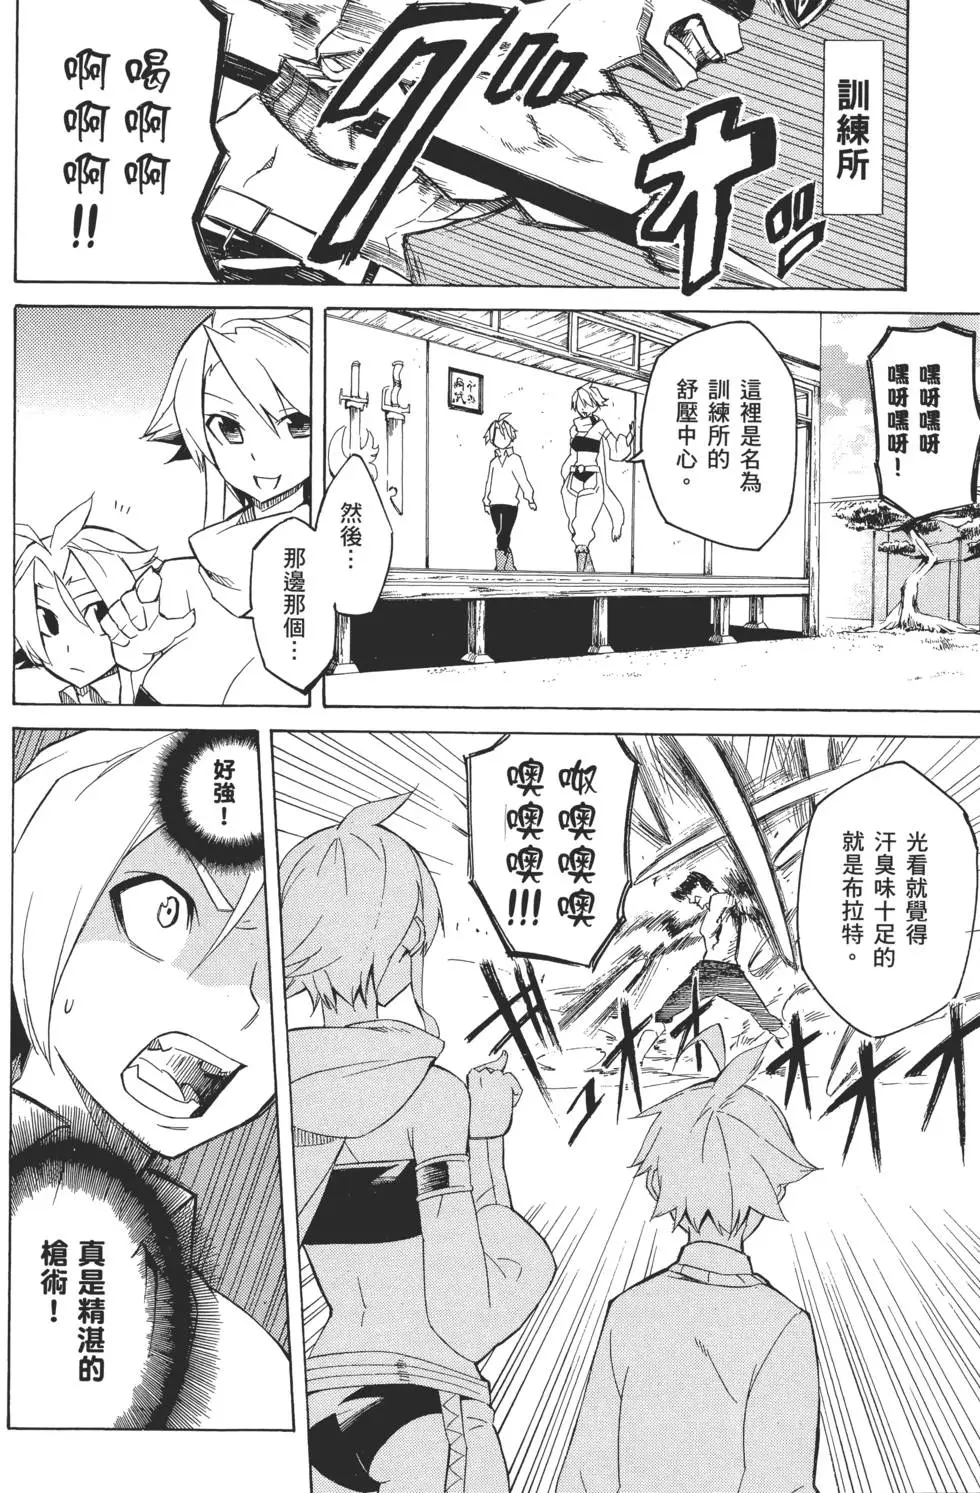 訓練所
オ
オ
喝啊啊
啊啊啊
!!
嘿呀嘿呀
嘿呀嘿呀!
這裡是名為
訓練所的
舒壓中心。
然後…
那邊那個…
光看就覺得
汗臭味十足的
就是布拉特。
噢噢噢
噢噢噢!!!
好強!
真是精湛的
槍術!